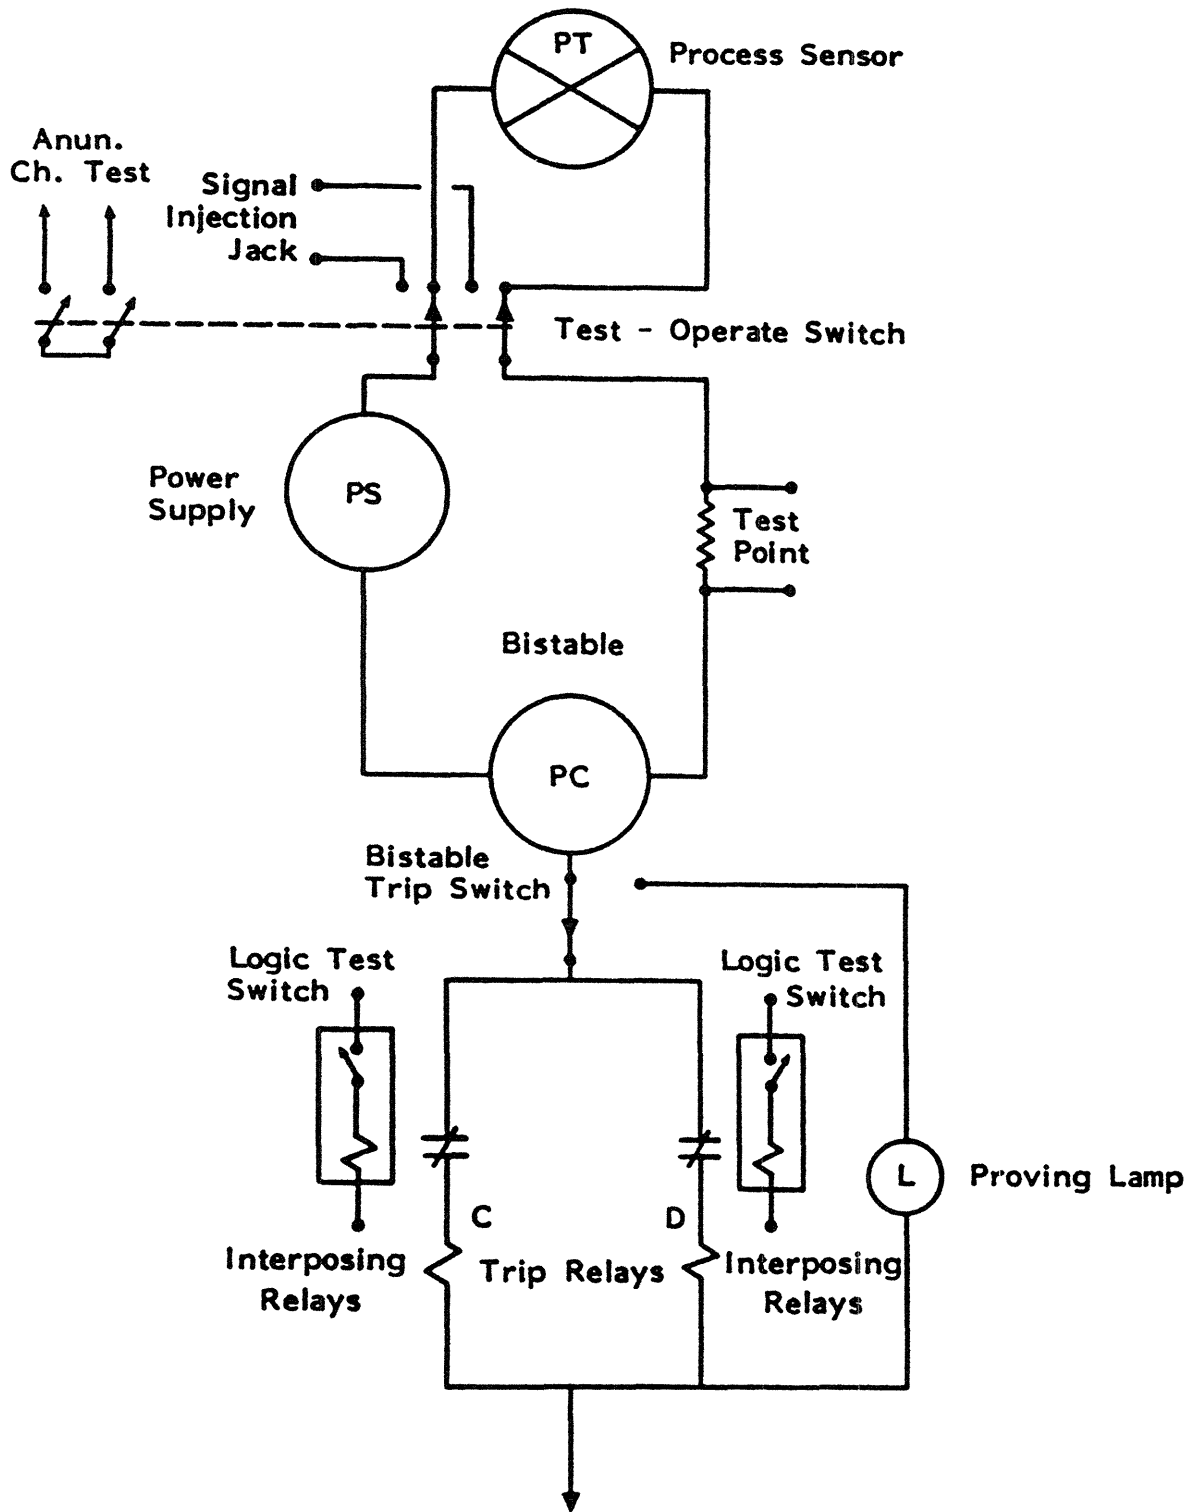 PT
Process Sensor
Anun.
Ch. Test
Signal
Injection
Jack
Test - Operate Switch
Power
Supply
PS
Test
Point
Bistable
PC
Bistable
Trip Switch
Logic Test
Switch
Logic Test
Switch
C
D
L
Proving Lamp
Interposing
Relays
Trip Relays
Interposing
Relays